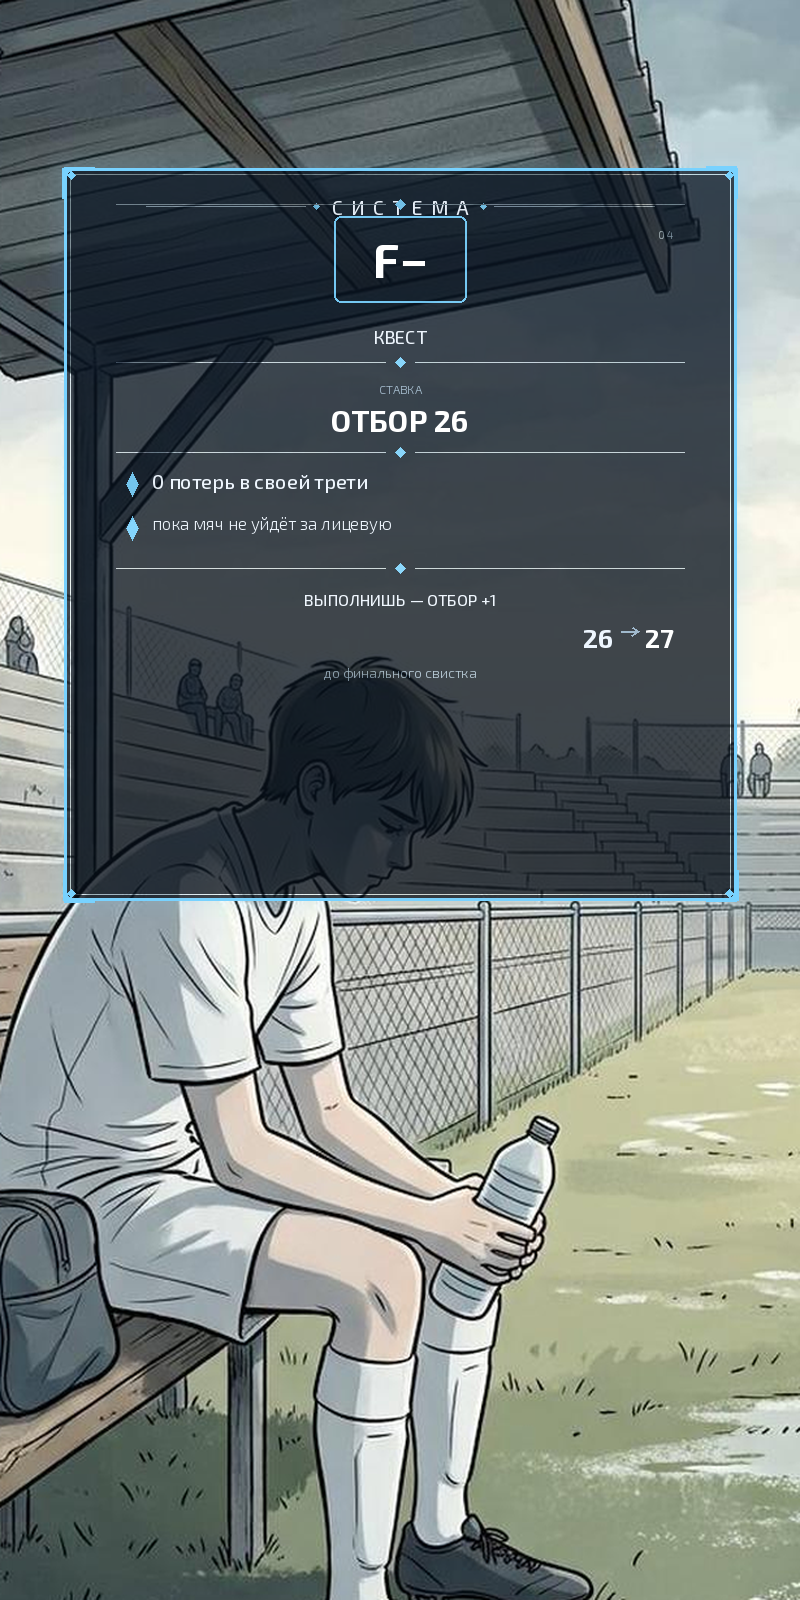 СИСТЕМА
04
F–
КВЕСТ
СТАВКА
ОТБОР 26
0 потерь в своей трети
пока мяч не уйдёт за лицевую
ВЫПОЛНИШЬ — ОТБОР +1
26 → 27
до финального свистка